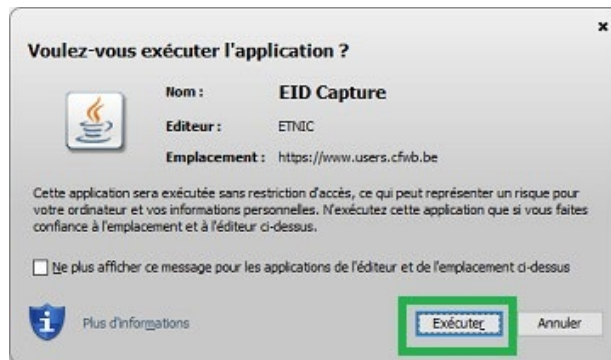 Voulez-vous exécuter l'application ?
Nom : EID Capture
Editeur : ETNIC
Emplacement : https://www.users.cfwb.be
Cette application sera exécutée sans restriction d'accès, ce qui peut représenter un risque pour
votre ordinateur et vos informations personnelles. N'exécutez cette application que si vous faites
confiance à l'emplacement et à l'éditeur ci-dessus.
Ne plus afficher ce message pour les applications de l'éditeur et de l'emplacement ci-dessus
Plus d'informations
Exécuter Annuler